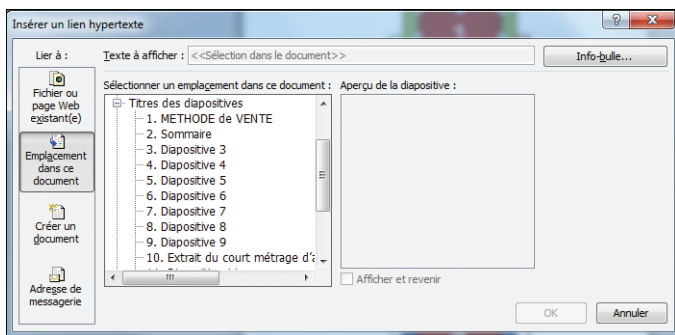 Insérer un lien hypertexte
Lier à :
Texte à afficher : <<Sélection dans le document>>
Info-bulle...
Fichier ou
page Web
existant(e)
Emplacement
dans ce
document
Créer un
document
Adresse de
messagerie
Sélectionner un emplacement dans ce document :
Titres des diapositives
1. METHODE de VENTE
2. Sommaire
3. Diapositive 3
4. Diapositive 4
5. Diapositive 5
6. Diapositive 6
7. Diapositive 7
8. Diapositive 8
9. Diapositive 9
10. Extrait du court métrage d'a
Aperçu de la diapositive :
Afficher et revenir
OK
Annuler